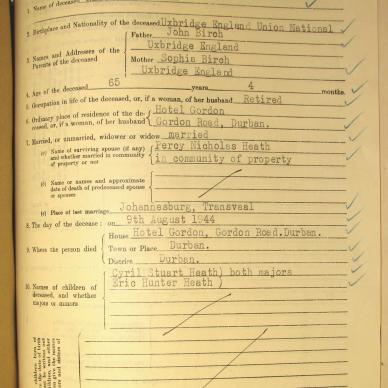 1. Name of deceased
2. Birthplace and Nationality of the deceased Uxbridge England Union National
Father John Birch
3. Names and Addresses of the Parents of the deceased
Uxbridge England
Mother Sophia Birch
Uxbridge England
4. Age of the deceased 65 years 4 months.
5. Occupation in life of the deceased, or, if a woman, of her husband Retired
6. Ordinary place of residence of the de-
ceased, or, if a woman, of her husband
Hotel Gordon
Gordon Road, Durban.
7. Married, or unmarried, widower or widow married
(a) Name of surviving spouse (if any)
and whether married in community
of property or not
Percy Nicholas Heath
in community of property
(b) Name or names and approximate
date of death of predeceased spouse
or spouses
(c) Place of last marriage Johannesburg, Transvaal
8. The day of the decease: on 9th August 1944
9. Where the person died
House Hotel Gordon, Gordon Road.Durban.
Town or Place Durban.
District Durban.
10. Names of children of
deceased, and whether
majors or minors
Cyril Stuart Heath) both majors
Eric Hunter Heath )